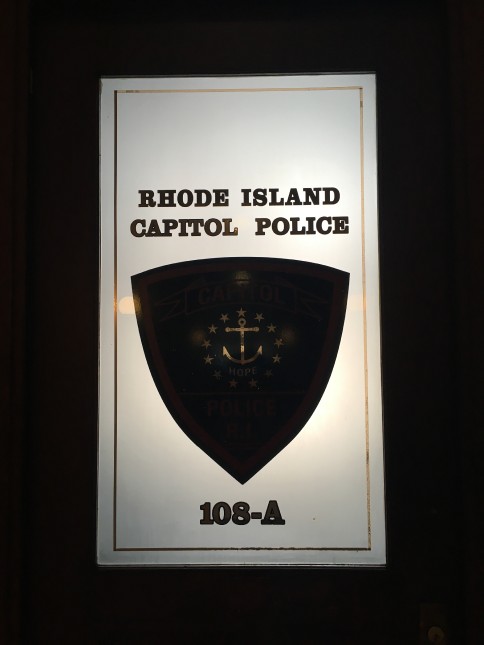 RHODE ISLAND
CAPITOL POLICE
CAPITOL
HOPE
POLICE
R.I.
108-A